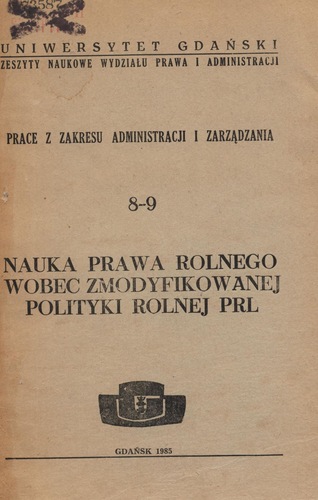 UNIWERSYTET GDAŃSKI
ZESZYTY NAUKOWE WYDZIAŁU PRAWA I ADMINISTRACJI
PRACE Z ZAKRESU ADMINISTRACJI I ZARZĄDZANIA
8-9
NAUKA PRAWA ROLNEGO
WOBEC ZMODYFIKOWANEJ
POLITYKI ROLNEJ PRL
GDAŃSK 1985